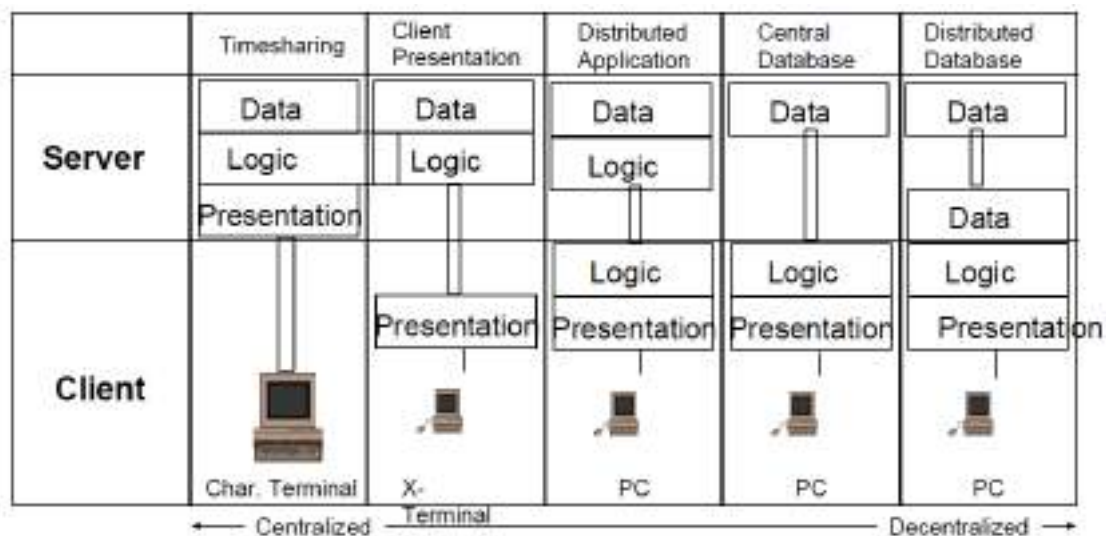 Timesharing
Client
Presentation
Distributed
Application
Central
Database
Distributed
Database
Server
Data
Data
Data
Data
Data
Logic
Logic
Logic
Presentation
Data
Client
Logic
Logic
Logic
Presentation
Presentation
Presentation
Presentation
Char. Terminal
X-
Terminal
PC
PC
PC
Centralized
Decentralized